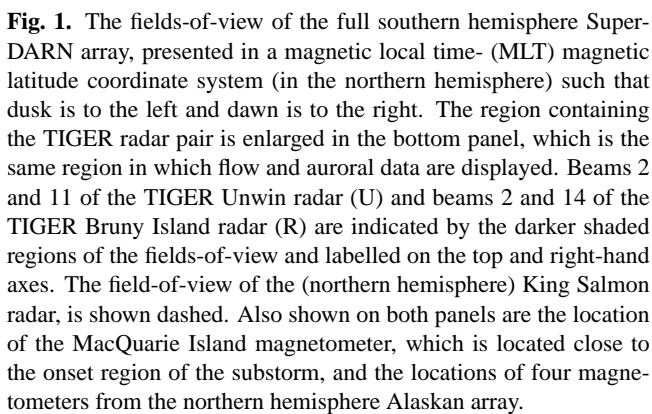 Fig. 1. The fields-of-view of the full southern hemisphere Super-
DARN array, presented in a magnetic local time- (MLT) magnetic
latitude coordinate system (in the northern hemisphere) such that
dusk is to the left and dawn is to the right. The region containing
the TIGER radar pair is enlarged in the bottom panel, which is the
same region in which flow and auroral data are displayed. Beams 2
and 11 of the TIGER Unwin radar (U) and beams 2 and 14 of the
TIGER Bruny Island radar (R) are indicated by the darker shaded
regions of the fields-of-view and labelled on the top and right-hand
axes. The field-of-view of the (northern hemisphere) King Salmon
radar, is shown dashed. Also shown on both panels are the location
of the MacQuarie Island magnetometer, which is located close to
the onset region of the substorm, and the locations of four magne-
tometers from the northern hemisphere Alaskan array.